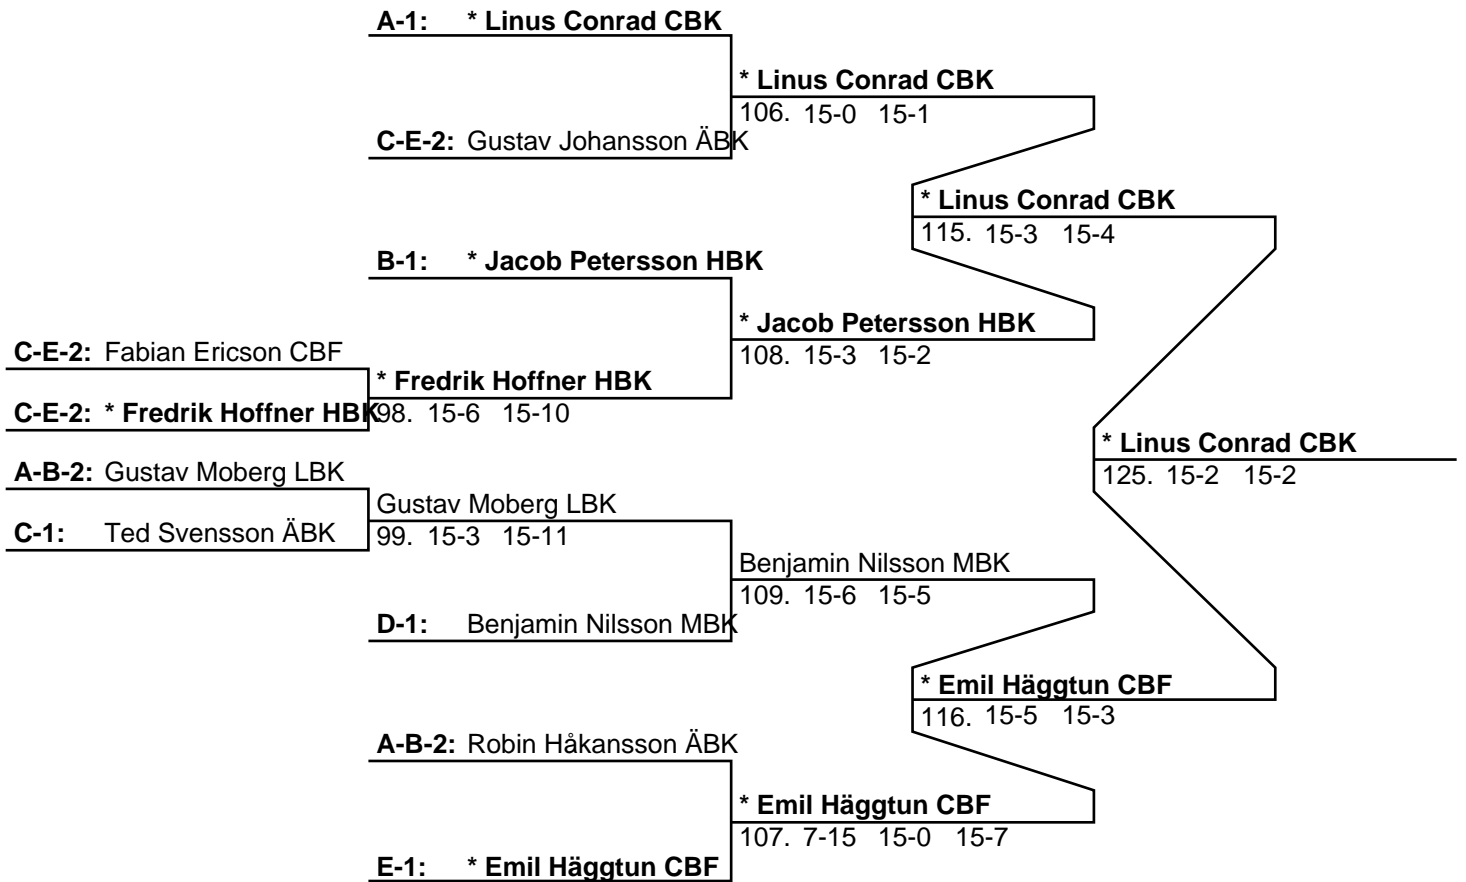 A-1: * Linus Conrad CBK
* Linus Conrad CBK
106. 15-0 15-1
C-E-2: Gustav Johansson ÄBK
* Linus Conrad CBK
115. 15-3 15-4
B-1: * Jacob Petersson HBK
* Jacob Petersson HBK
108. 15-3 15-2
C-E-2: Fabian Ericson CBF
* Fredrik Hoffner HBK
C-E-2: * Fredrik Hoffner HBK
98. 15-6 15-10
* Linus Conrad CBK
125. 15-2 15-2
A-B-2: Gustav Moberg LBK
Gustav Moberg LBK
C-1: Ted Svensson ÄBK
99. 15-3 15-11
Benjamin Nilsson MBK
109. 15-6 15-5
D-1: Benjamin Nilsson MBK
* Emil Häggtun CBF
116. 15-5 15-3
A-B-2: Robin Håkansson ÄBK
* Emil Häggtun CBF
107. 7-15 15-0 15-7
E-1: * Emil Häggtun CBF